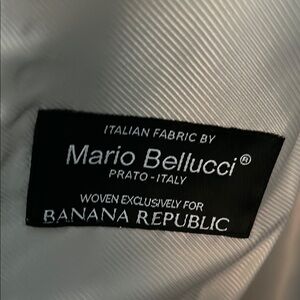 ITALIAN FABRIC BY
Mario Bellucci®
PRATO-ITALY
WOVEN EXCLUSIVELY FOR
BANANA REPUBLIC